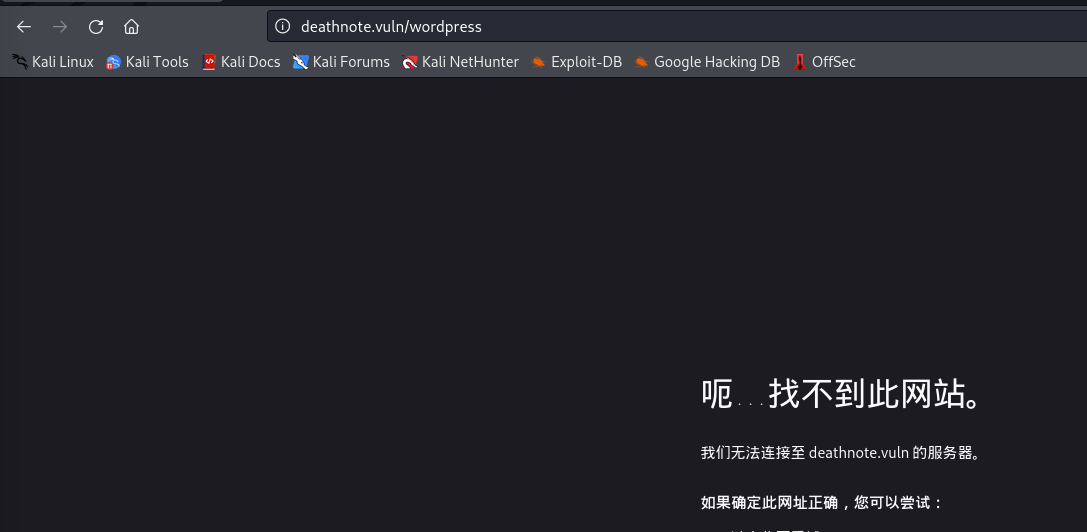 deathnote.vuln/wordpress
Kali Linux Kali Tools Kali Docs Kali Forums Kali NetHunter Exploit-DB Google Hacking DB OffSec
呃...找不到此网站。
我们无法连接至 deathnote.vuln 的服务器。
如果确定此网址正确，您可以尝试：